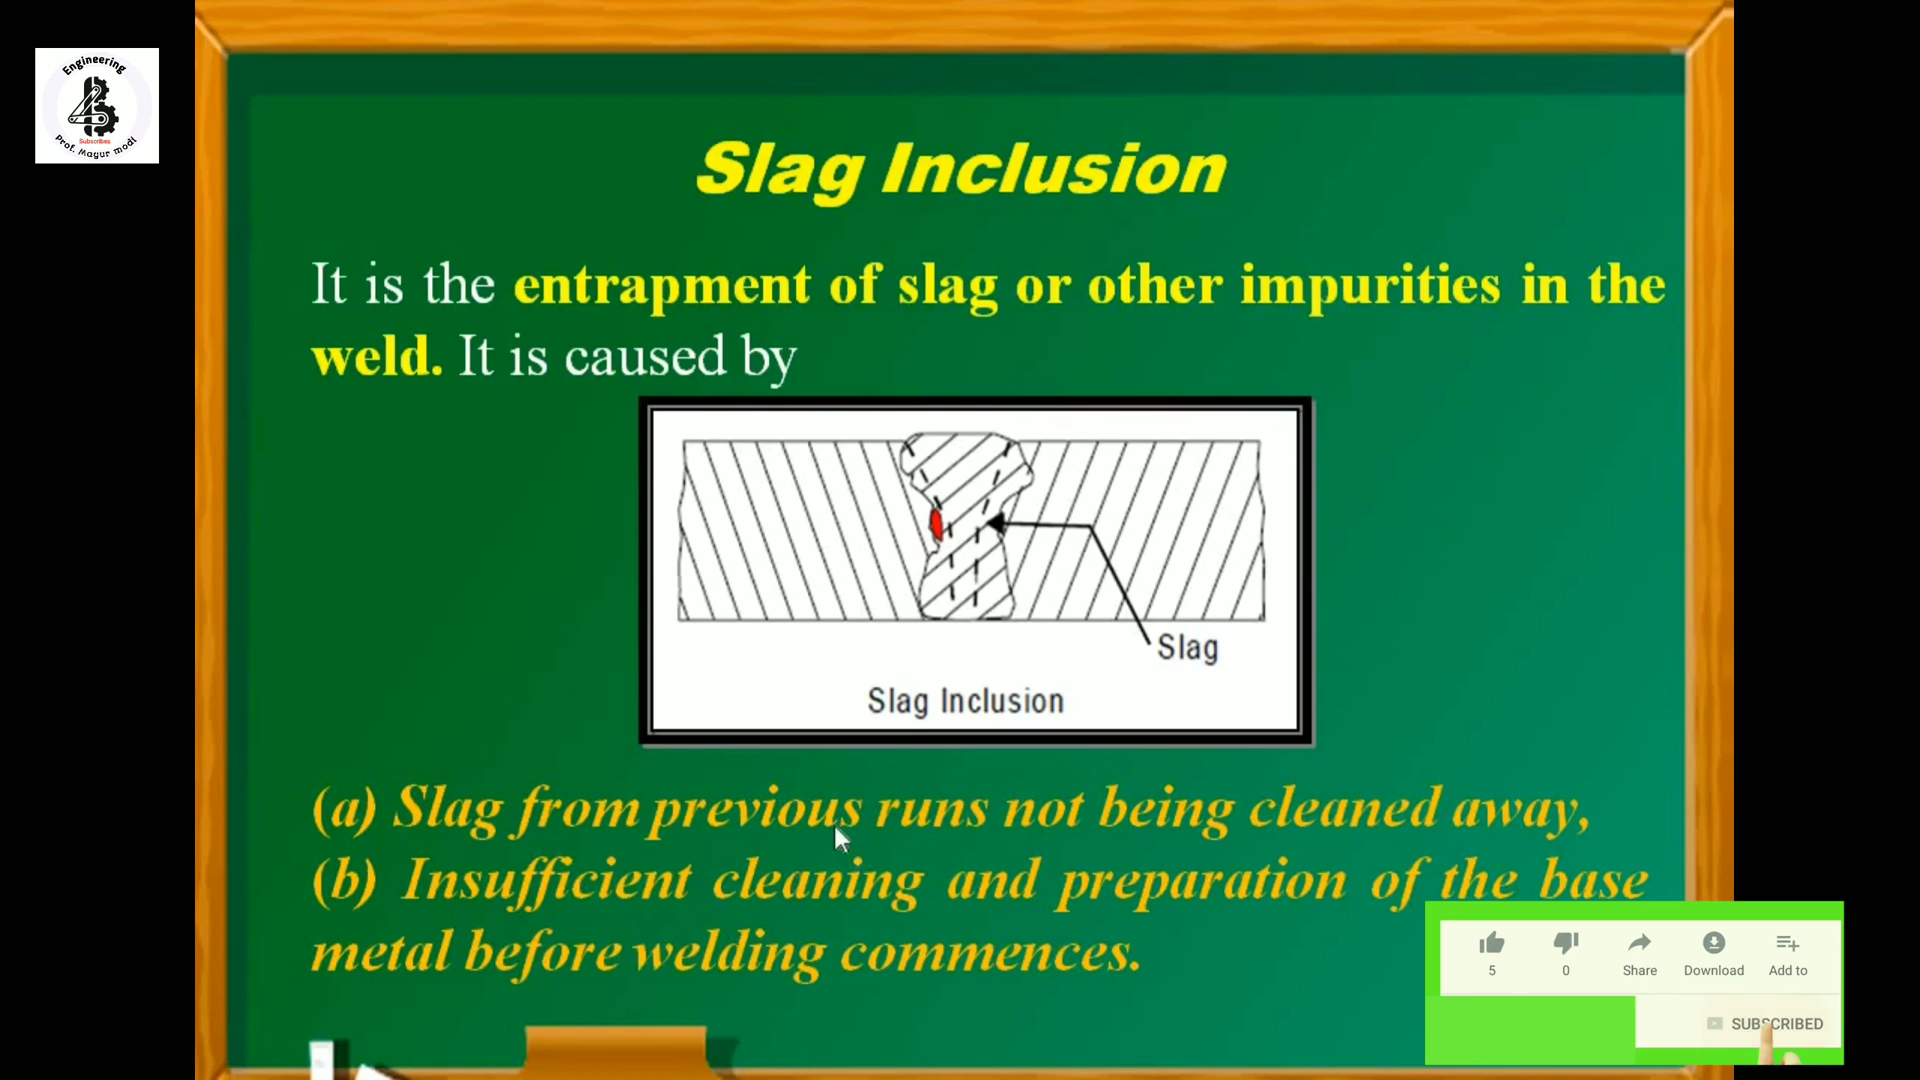 Engineering
Subscribes
Prof. Mayur modi
Slag Inclusion
It is the entrapment of slag or other impurities in the
weld. It is caused by
Slag
Slag Inclusion
(a) Slag from previous runs not being cleaned away,
(b) Insufficient cleaning and preparation of the base
metal before welding commences.
5 0 Share Download Add to
SUBSCRIBED